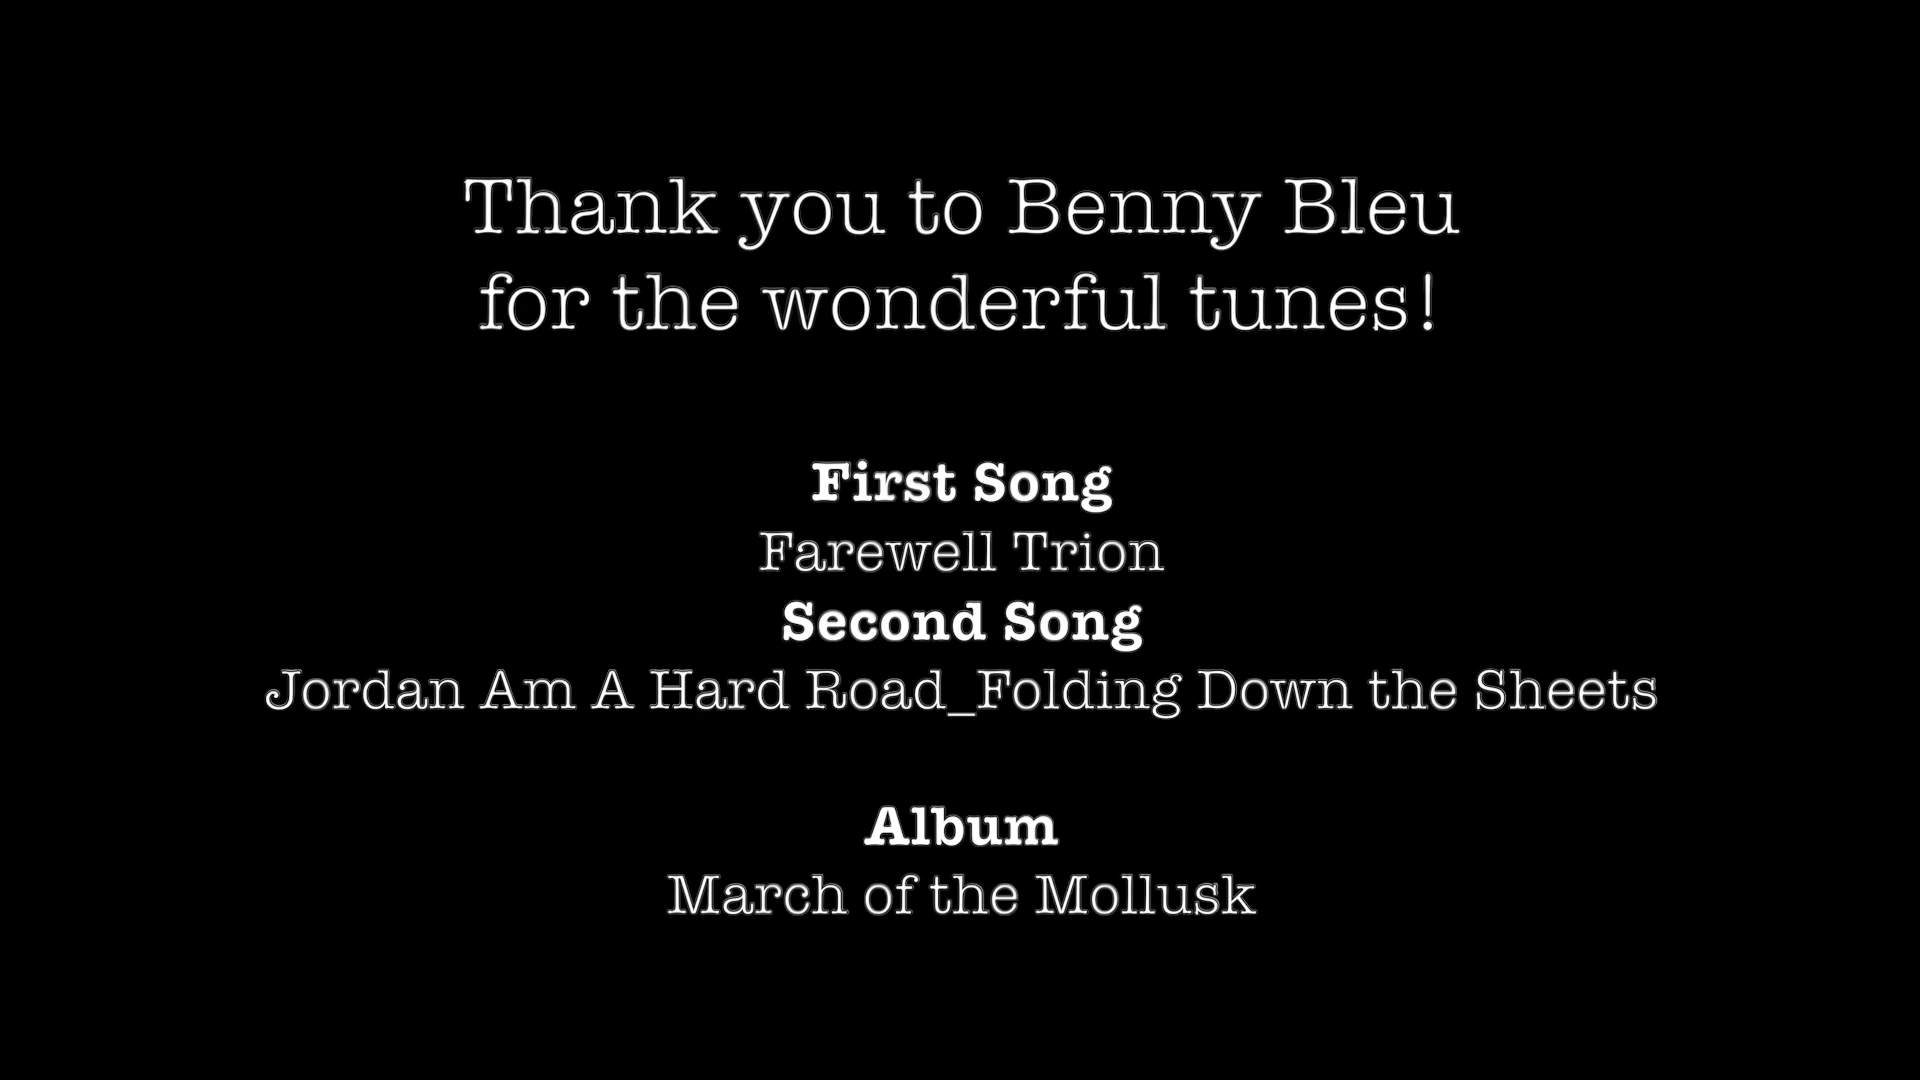 Thank you to Benny Bleu
for the wonderful tunes!
First Song
Farewell Trion
Second Song
Jordan Am A Hard Road_Folding Down the Sheets
Album
March of the Mollusk